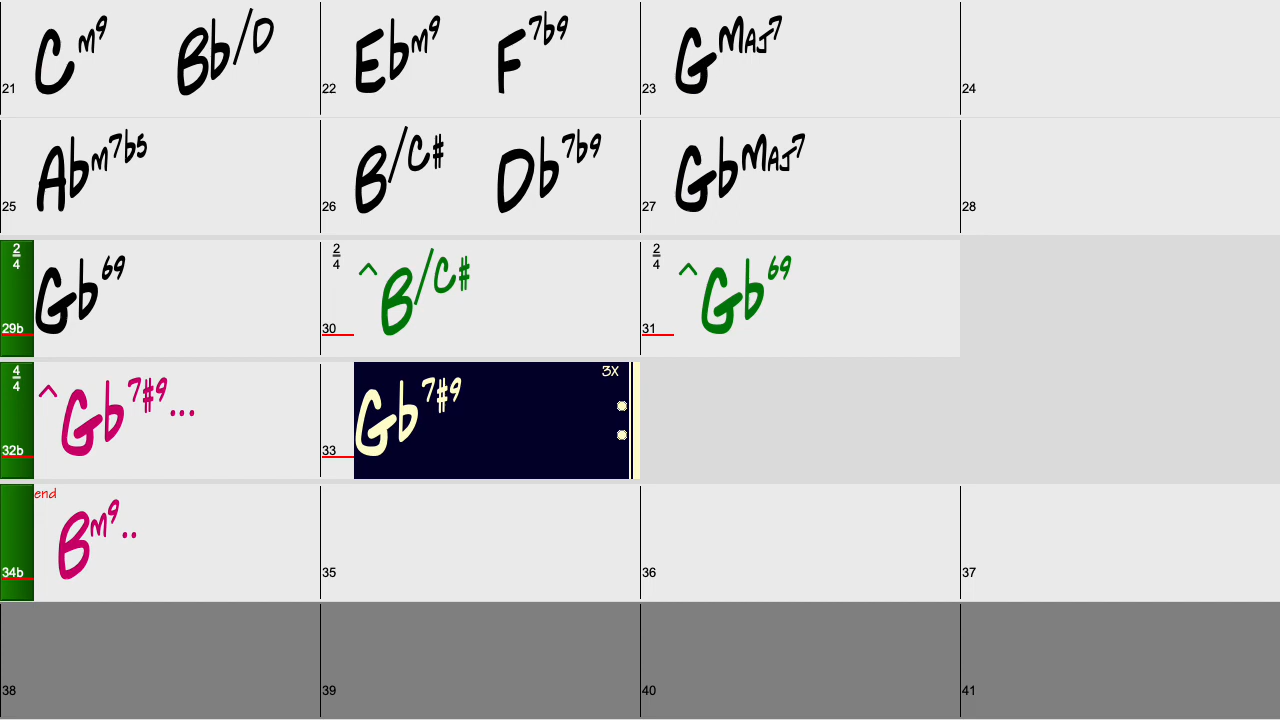 21 Cm9 Bb/D 22 Ebm9 F7b9 23 GMAJ7 24
25 Abm7b5 26 B/C# Db7b9 27 GbMAJ7 28
2/4 29b Gb69 2/4 30 ^B/C# 2/4 31 ^Gb69
4/4 32b ^Gb7#9... 33 Gb7#9 3X
end
34b Bm9.. 35 36 37
38 39 40 41